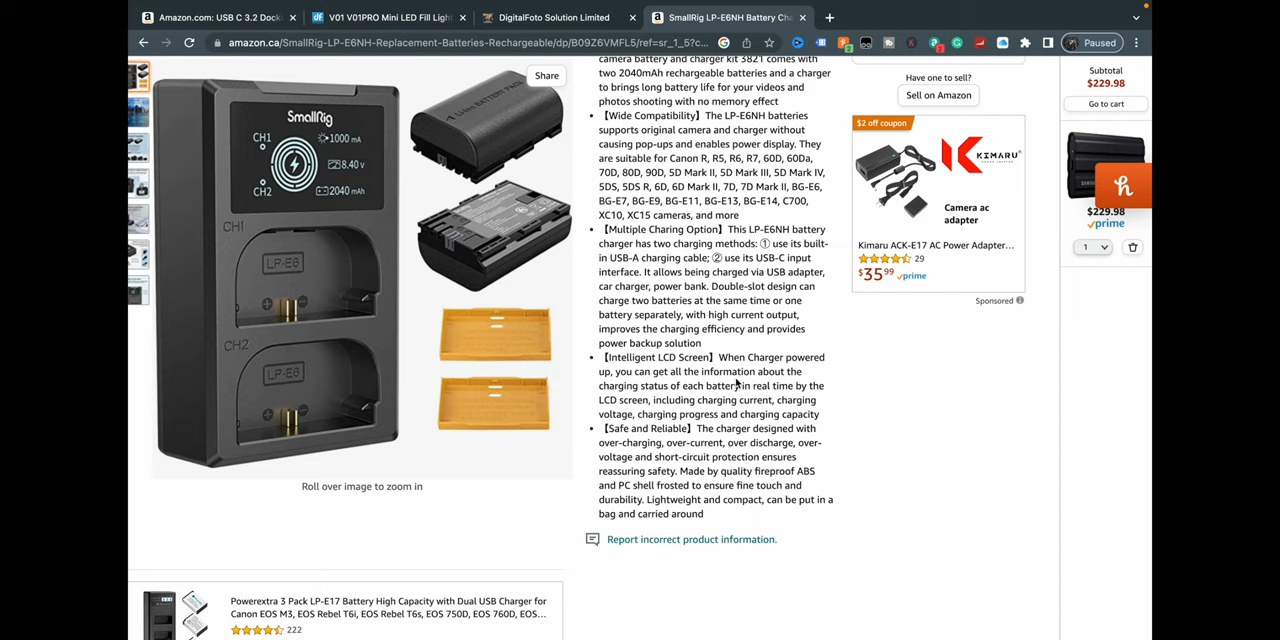 Amazon.com: USB C 3.2 Docki
V01 V01PRO Mini LED Fill Light
DigitalFoto Solution Limited
SmallRig LP-E6NH Battery Cha
amazon.ca/SmallRig-LP-E6NH-Replacement-Batteries-Rechargeable/dp/B09Z6VMFL5/ref=sr_1_5?c...
Paused
Share
SmallRig
CH1
1000 mA
8.40 v
CH2
2040 mAh
CH1
LP-E6
CH2
LP-E6
Li-ion BATTERY PACK
Roll over image to zoom in
camera battery and charger kit 3821 comes with
two 2040mAh rechargeable batteries and a charger
to brings long battery life for your videos and
photos shooting with no memory effect
【Wide Compatibility】The LP-E6NH batteries
supports original camera and charger without
causing pop-ups and enables power display. They
are suitable for Canon R, R5, R6, R7, 60D, 60Da,
70D, 80D, 90D, 5D Mark II, 5D Mark III, 5D Mark IV,
5DS, 5DS R, 6D, 6D Mark II, 7D, 7D Mark II, BG-E6,
BG-E7, BG-E9, BG-E11, BG-E13, BG-E14, C700,
XC10, XC15 cameras, and more
【Multiple Charing Option】This LP-E6NH battery
charger has two charging methods: ① use its built-
in USB-A charging cable; ② use its USB-C input
interface. It allows being charged via USB adapter,
car charger, power bank. Double-slot design can
charge two batteries at the same time or one
battery separately, with high current output,
improves the charging efficiency and provides
power backup solution
【Intelligent LCD Screen】When Charger powered
up, you can get all the information about the
charging status of each battery in real time by the
LCD screen, including charging current, charging
voltage, charging progress and charging capacity
【Safe and Reliable】The charger designed with
over-charging, over-current, over discharge, over-
voltage and short-circuit protection ensures
reassuring safety. Made by quality fireproof ABS
and PC shell frosted to ensure fine touch and
durability. Lightweight and compact, can be put in a
bag and carried around
Report incorrect product information.
Have one to sell?
Sell on Amazon
$2 off coupon
KIMARU
Camera ac
adapter
Kimaru ACK-E17 AC Power Adapter...
29
$35 99 prime
Sponsored
Subtotal
$229.98
Go to cart
$229.98
prime
1
Powerextra 3 Pack LP-E17 Battery High Capacity with Dual USB Charger for
Canon EOS M3, EOS Rebel T6i, EOS Rebel T6s, EOS 750D, EOS 760D, EOS...
222